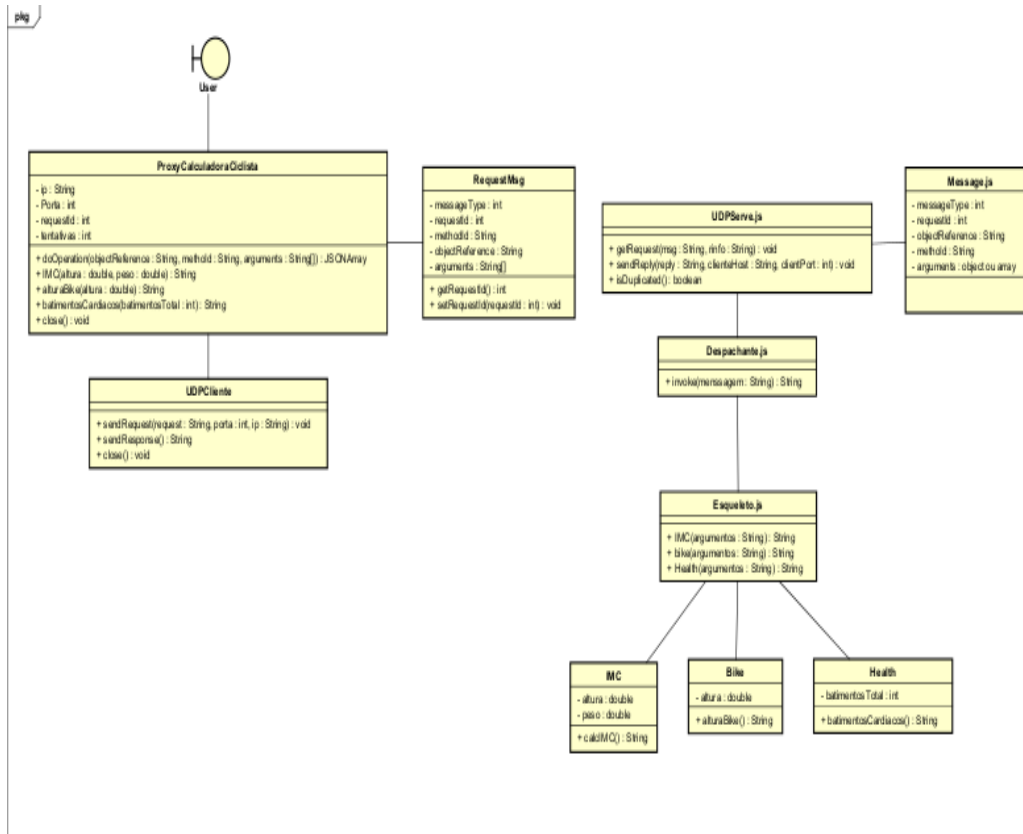 pkg
User
ProxyCalculadoraCiclista
- ip : String
- Porta : int
- requestId : int
- tentativas : int
+ doOperation(objectReference : String, methoId : String, arguments : String[]) : JSONArray
+ IMC(altura : double, peso : double) : String
+ alturaBike(altura : double) : String
+ batimentosCardiacos(batimentosTotal : int) : String
+ close() : void
RequestMsg
- messageType : int
- requestId : int
- methodId : String
- objectReference : String
- arguments : String[]
+ getRequestId() : int
+ setRequestId(requestId : int) : void
UDPCliente
+ sendRequest(request : String, porta : int, ip : String) : void
+ sendResponse() : String
+ close() : void
UDPServe.js
+ getRequest(msg : String, rinfo : String) : void
+ sendReply(reply : String, clienteHost : String, clientPort : int) : void
+ isDuplicated() : boolean
Message.js
- messageType : int
- requestId : int
- objectReference : String
- methoId : String
- arguments : object ou array
Despachante.js
+ invoke(menssagem : String) : String
Esqueleto.js
+ IMC(argumentos : String) : String
+ bike(argumentos : String) : String
+ Health(argumentos : String) : String
IMC
- altura : double
- peso : double
+ calcIMC() : String
Bike
- altura : double
+ alturaBike() : String
Health
- batimentosTotal : int
+ batimentosCardiacos() : String